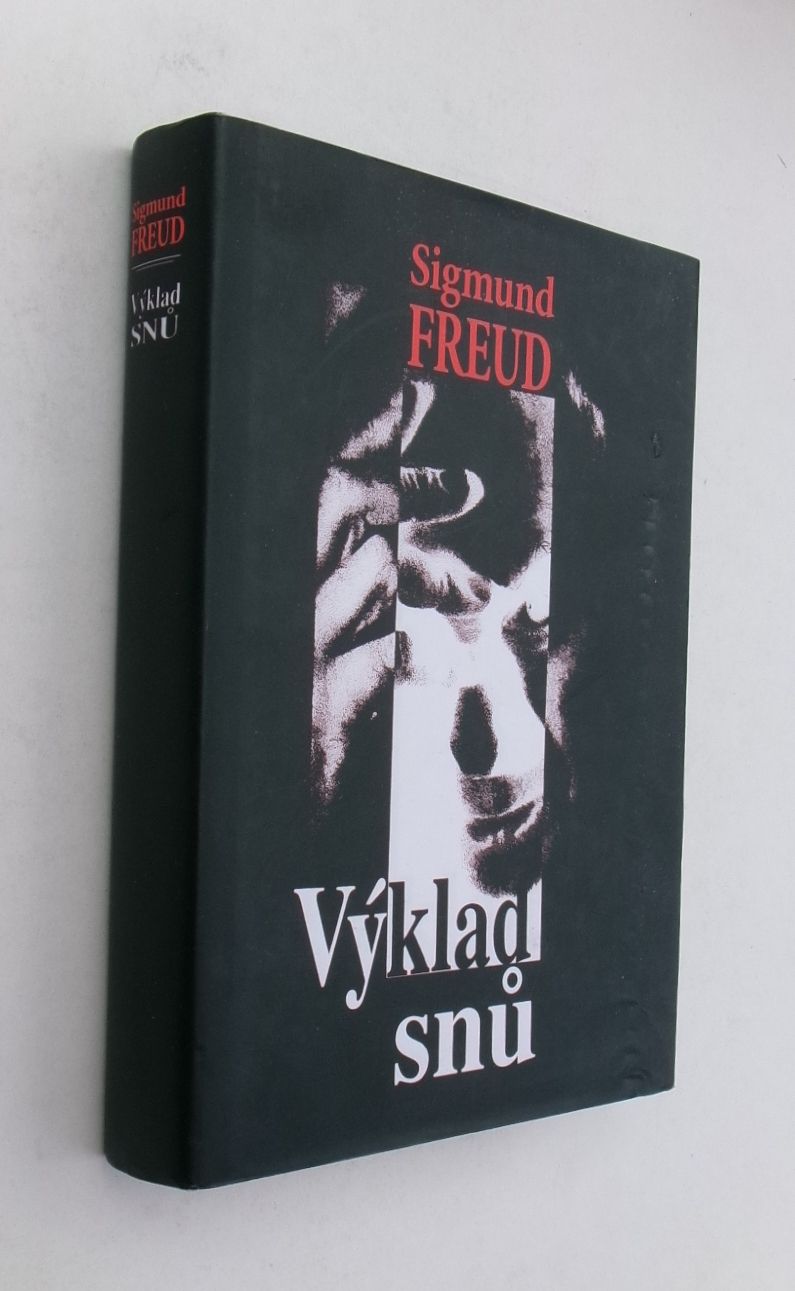 Sigmund
FREUD
Výklad
SNŮ
Sigmund
FREUD
Výklad
snů